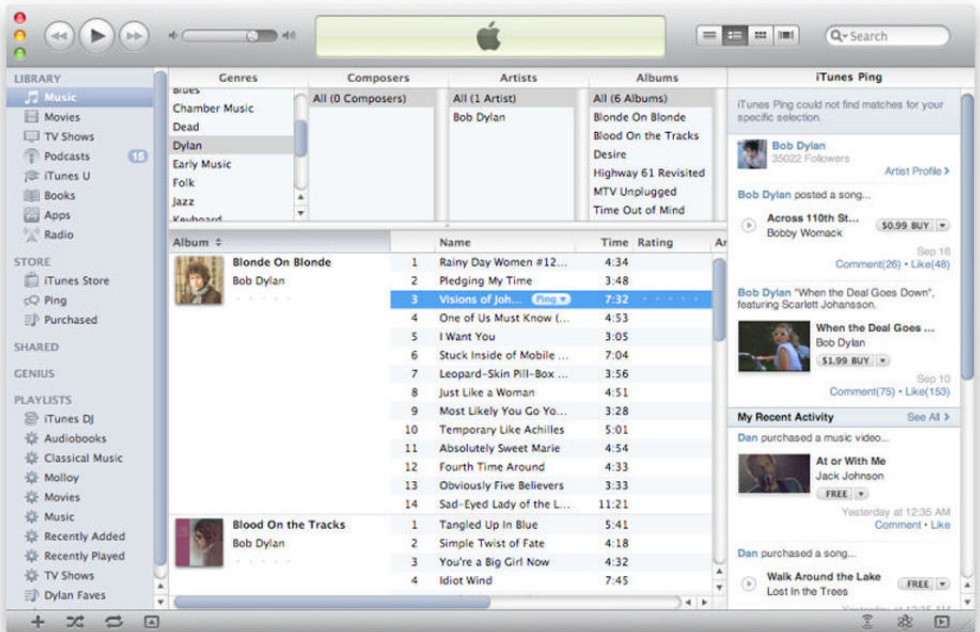 Search
LIBRARY
Music
Movies
TV Shows
Podcasts 15
iTunes U
Books
Apps
Radio
STORE
iTunes Store
Ping
Purchased
SHARED
GENIUS
PLAYLISTS
iTunes DJ
Audiobooks
Classical Music
Molloy
Movies
Music
Recently Added
Recently Played
TV Shows
Dylan Faves
Genres
Blues
Chamber Music
Dead
Dylan
Early Music
Folk
Jazz
Keyboard
Composers
All (0 Composers)
Artists
All (1 Artist)
Bob Dylan
Albums
All (6 Albums)
Blonde On Blonde
Blood On the Tracks
Desire
Highway 61 Revisited
MTV Unplugged
Time Out of Mind
Album Name Time Rating Ar
Blonde On Blonde
Bob Dylan
1 Rainy Day Women #12... 4:34
2 Pledging My Time 3:48
3 Visions of Joh... Ping 7:32
4 One of Us Must Know (... 4:53
5 I Want You 3:05
6 Stuck Inside of Mobile ... 7:04
7 Leopard-Skin Pill-Box ... 3:56
8 Just Like a Woman 4:51
9 Most Likely You Go Yo... 3:28
10 Temporary Like Achilles 5:01
11 Absolutely Sweet Marie 4:54
12 Fourth Time Around 4:33
13 Obviously Five Believers 3:33
14 Sad-Eyed Lady of the L... 11:21
Blood On the Tracks
Bob Dylan
1 Tangled Up In Blue 5:41
2 Simple Twist of Fate 4:18
3 You're a Big Girl Now 4:32
4 Idiot Wind 7:45
iTunes Ping
iTunes Ping could not find matches for your
specific selection.
Bob Dylan
35022 Followers
Artist Profile
Bob Dylan posted a song...
Across 110th St...
Bobby Womack
$0.99 BUY
Sep 16
Comment(26) • Like(48)
Bob Dylan "When the Deal Goes Down",
featuring Scarlett Johansson.
When the Deal Goes ...
Bob Dylan
$1.99 BUY
Sep 10
Comment(75) • Like(153)
My Recent Activity See All
Dan purchased a music video...
At or With Me
Jack Johnson
FREE
Yesterday at 12:35 AM
Comment • Like
Dan purchased a song...
Walk Around the Lake
Lost In the Trees
FREE
Yesterday at 12:35 AM